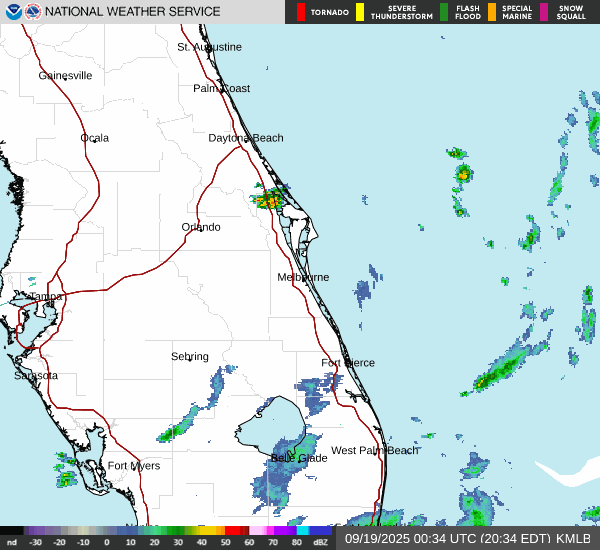 NATIONAL WEATHER SERVICE
TORNADO
SEVERE THUNDERSTORM
FLASH FLOOD
SPECIAL MARINE
SNOW SQUALL
St. Augustine
Gainesville
Palm Coast
Ocala
Daytona Beach
Orlando
Melbourne
Tampa
Sebring
Fort Pierce
Sarasota
West Palm Beach
Belle Glade
Fort Myers
nd -30 -20 -10 0 10 20 30 40 50 60 70 80 dBZ
09/19/2025 00:34 UTC (20:34 EDT) KMLB